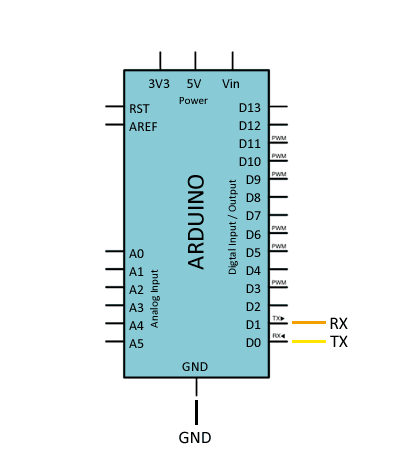 3V3 5V Vin
Power
RST D13
AREF D12
D11 PWM
D10 PWM
D9 PWM
D8
D7
D6 PWM
D5 PWM
A0 D4
A1 D3 PWM
A2 D2
A3 D1 TX▶ RX
A4 D0 RX◀ TX
A5
ARDUINO
Digtal Input / Output
Analog Input
GND
GND